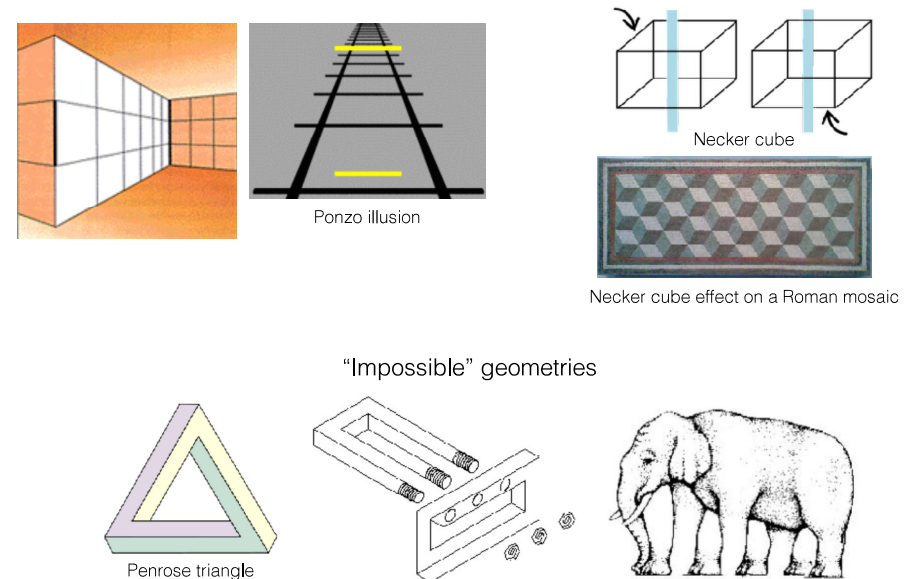 Ponzo illusion
Necker cube
Necker cube effect on a Roman mosaic
“Impossible” geometries
Penrose triangle